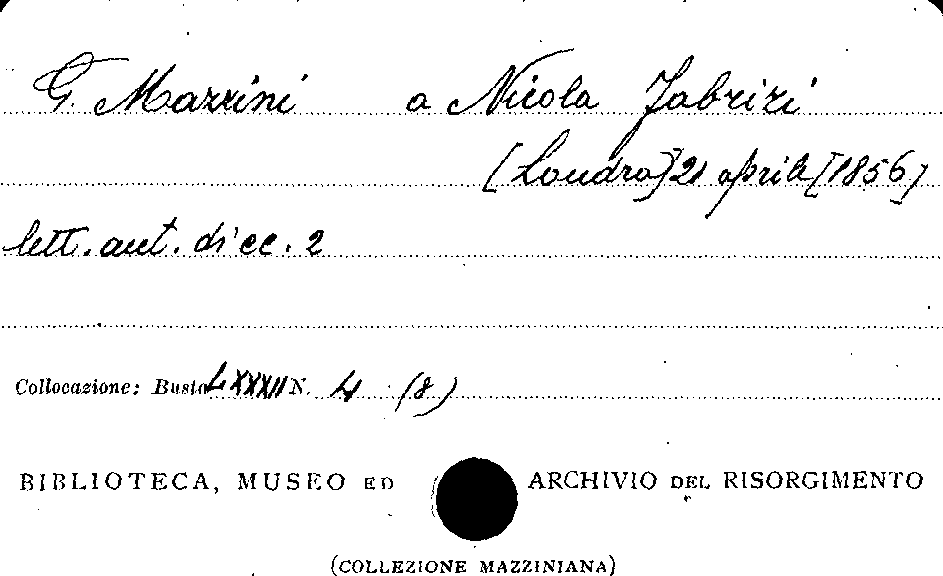 G. Mazzini a Nicola Fabrizi
[Londra] 21 aprile [1856]
lett. aut. di cc. 2
Collocazione: Busta LXXXII N. 4 (8)
BIBLIOTECA, MUSEO ED ARCHIVIO DEL RISORGIMENTO
(COLLEZIONE MAZZINIANA)